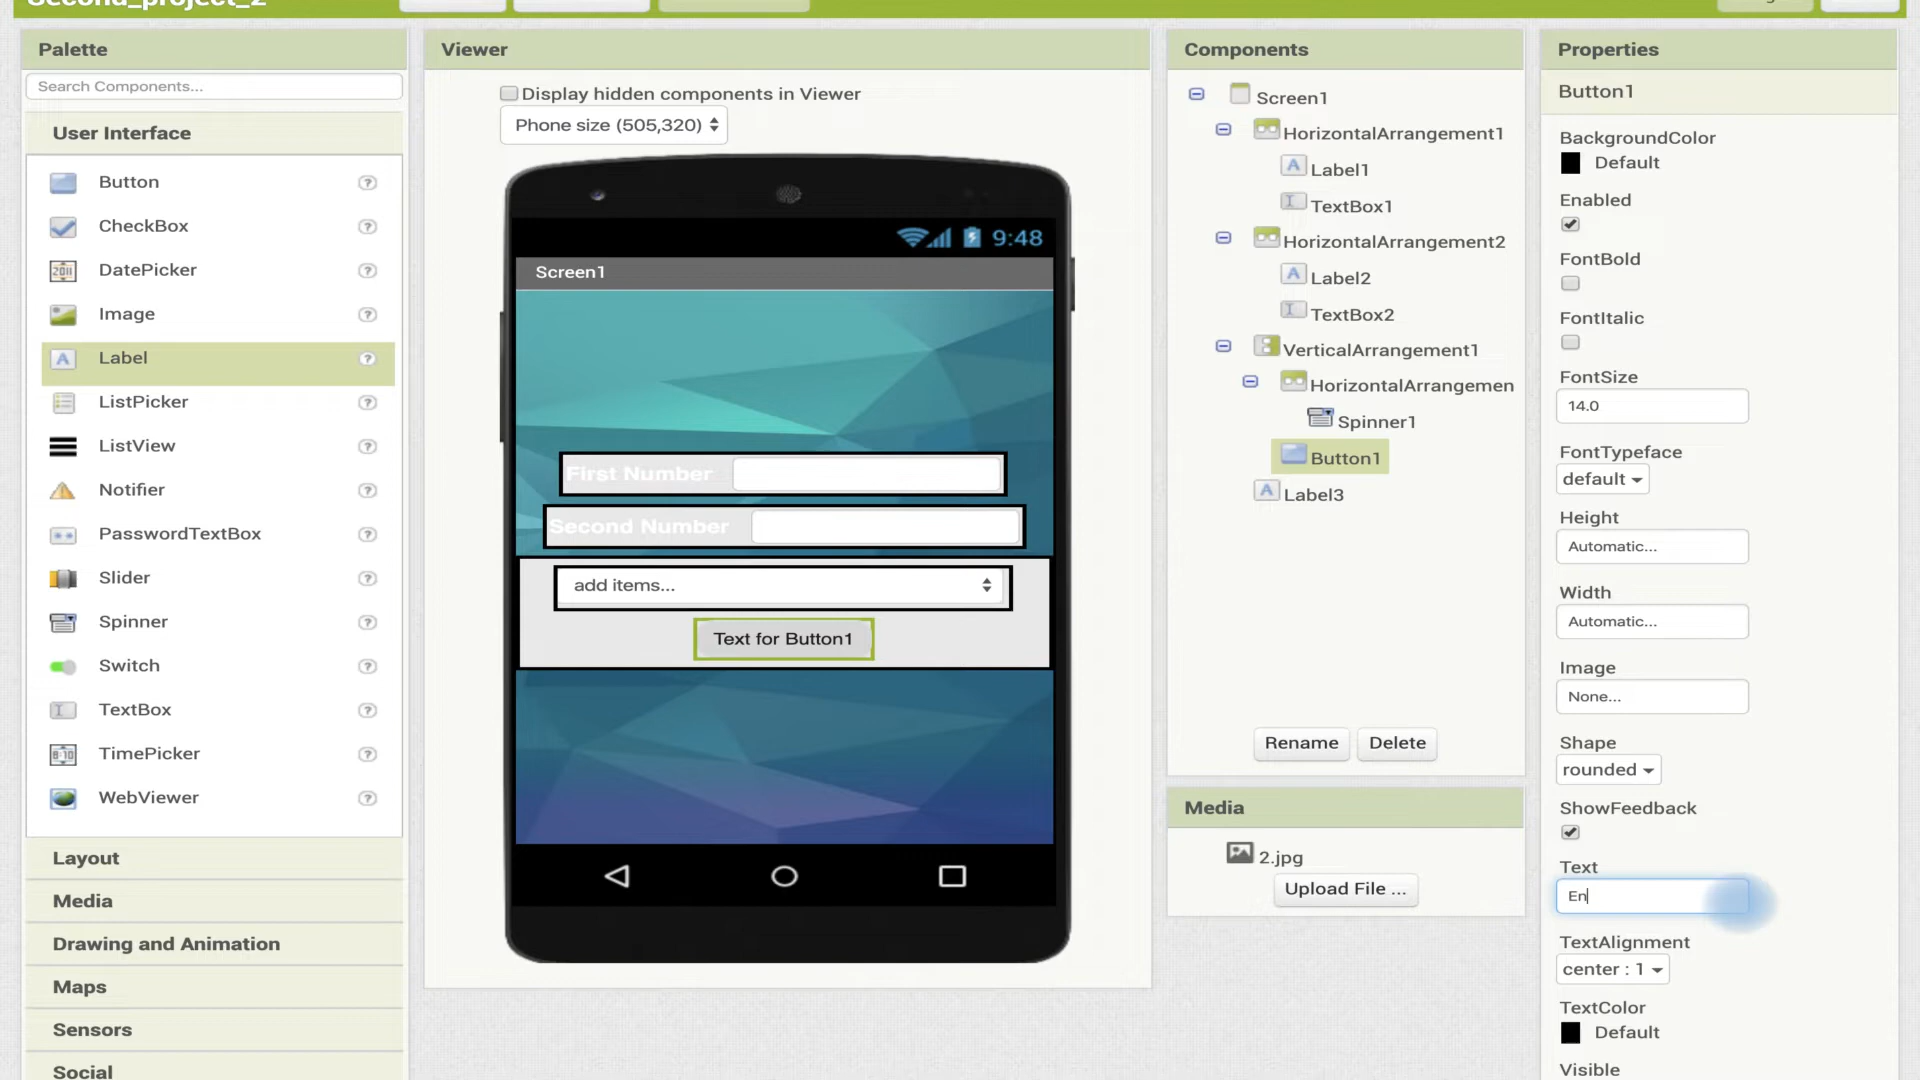 Second_project_2
Palette
Search Components...
User Interface
Button
CheckBox
2011
DatePicker
Image
A
Label
ListPicker
ListView
Notifier
PasswordTextBox
Slider
Spinner
Switch
TextBox
8:10
TimePicker
WebViewer
Layout
Media
Drawing and Animation
Maps
Sensors
Social
Viewer
Display hidden components in Viewer
Phone size (505,320)
9:48
Screen1
First Number
Second Number
add items...
Text for Button1
Components
Screen1
HorizontalArrangement1
A Label1
TextBox1
HorizontalArrangement2
A Label2
TextBox2
VerticalArrangement1
HorizontalArrangemen
Spinner1
Button1
A Label3
Rename
Delete
Media
2.jpg
Upload File ...
Properties
Button1
BackgroundColor
Default
Enabled
FontBold
FontItalic
FontSize
14.0
FontTypeface
default
Height
Automatic...
Width
Automatic...
Image
None...
Shape
rounded
ShowFeedback
Text
En
TextAlignment
center : 1
TextColor
Default
Visible